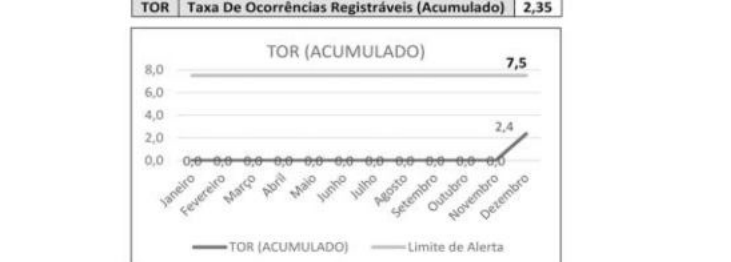 TOR Taxa De Ocorrências Registráveis (Acumulado) 2,35
TOR (ACUMULADO)
7,5
8,0
6,0
4,0
2,4
2,0
0,0 0,0 0,0 0,0 0,0 0,0 0,0 0,0 0,0 0,0 0,0 0,0
Janeiro Fevereiro Março Abril Maio Junho Julho Agosto Setembro Outubro Novembro Dezembro
TOR (ACUMULADO) Limite de Alerta